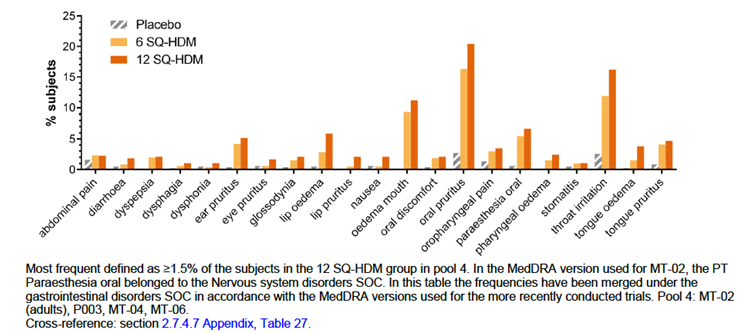 25
20
15
10
5
0
% subjects
Placebo
6 SQ-HDM
12 SQ-HDM
abdominal pain
diarrhoea
dyspepsia
dysphagia
dysphonia
ear pruritus
eye pruritus
glossodynia
lip oedema
lip pruritus
nausea
oedema mouth
oral discomfort
oral pruritus
oropharyngeal pain
paraesthesia oral
pharyngeal oedema
stomatitis
throat irritation
tongue oedema
tongue pruritus
Most frequent defined as ≥1.5% of the subjects in the 12 SQ-HDM group in pool 4. In the MedDRA version used for MT-02, the PT
Paraesthesia oral belonged to the Nervous system disorders SOC. In this table the frequencies have been merged under the
gastrointestinal disorders SOC in accordance with the MedDRA versions used for the more recently conducted trials. Pool 4: MT-02
(adults), P003, MT-04, MT-06.
Cross-reference: section 2.7.4.7 Appendix, Table 27.